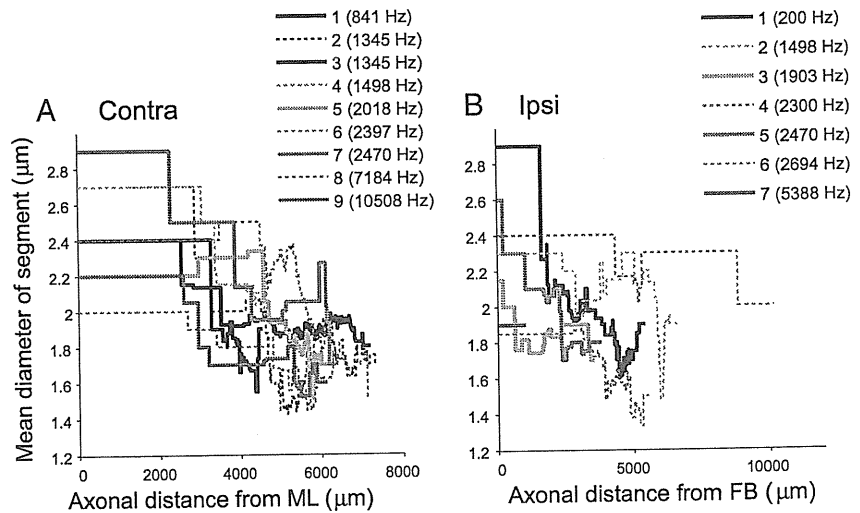 1 (841 Hz)
2 (1345 Hz)
3 (1345 Hz)
4 (1498 Hz)
5 (2018 Hz)
6 (2397 Hz)
7 (2470 Hz)
8 (7184 Hz)
9 (10508 Hz)
A Contra
Mean diameter of segment (μm)
2.8
2.6
2.4
2.2
2
1.8
1.6
1.4
1.2
0 2000 4000 6000 8000
Axonal distance from ML (μm)
1 (200 Hz)
2 (1498 Hz)
3 (1903 Hz)
4 (2300 Hz)
5 (2470 Hz)
6 (2694 Hz)
7 (5388 Hz)
B Ipsi
2.8
2.6
2.4
2.2
2
1.8
1.6
1.4
1.2
0 5000 10000
Axonal distance from FB (μm)